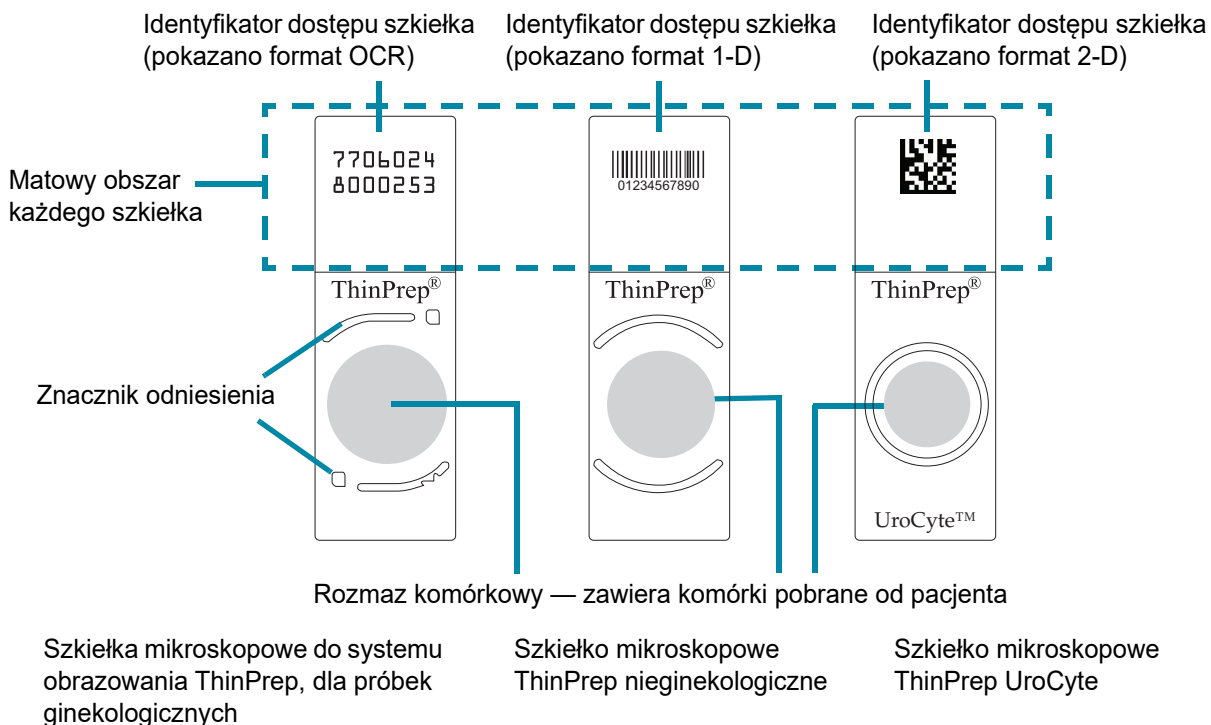 Identyfikator dostępu szkiełka
(pokazano format OCR)
Identyfikator dostępu szkiełka
(pokazano format 1-D)
Identyfikator dostępu szkiełka
(pokazano format 2-D)
Matowy obszar
każdego szkiełka
7706024
8000253
01234567890
ThinPrep®
ThinPrep®
ThinPrep®
Znacznik odniesienia
UroCyte™
Rozmaz komórkowy — zawiera komórki pobrane od pacjenta
Szkiełka mikroskopowe do systemu
obrazowania ThinPrep, dla próbek
ginekologicznych
Szkiełko mikroskopowe
ThinPrep nieginekologiczne
Szkiełko mikroskopowe
ThinPrep UroCyte